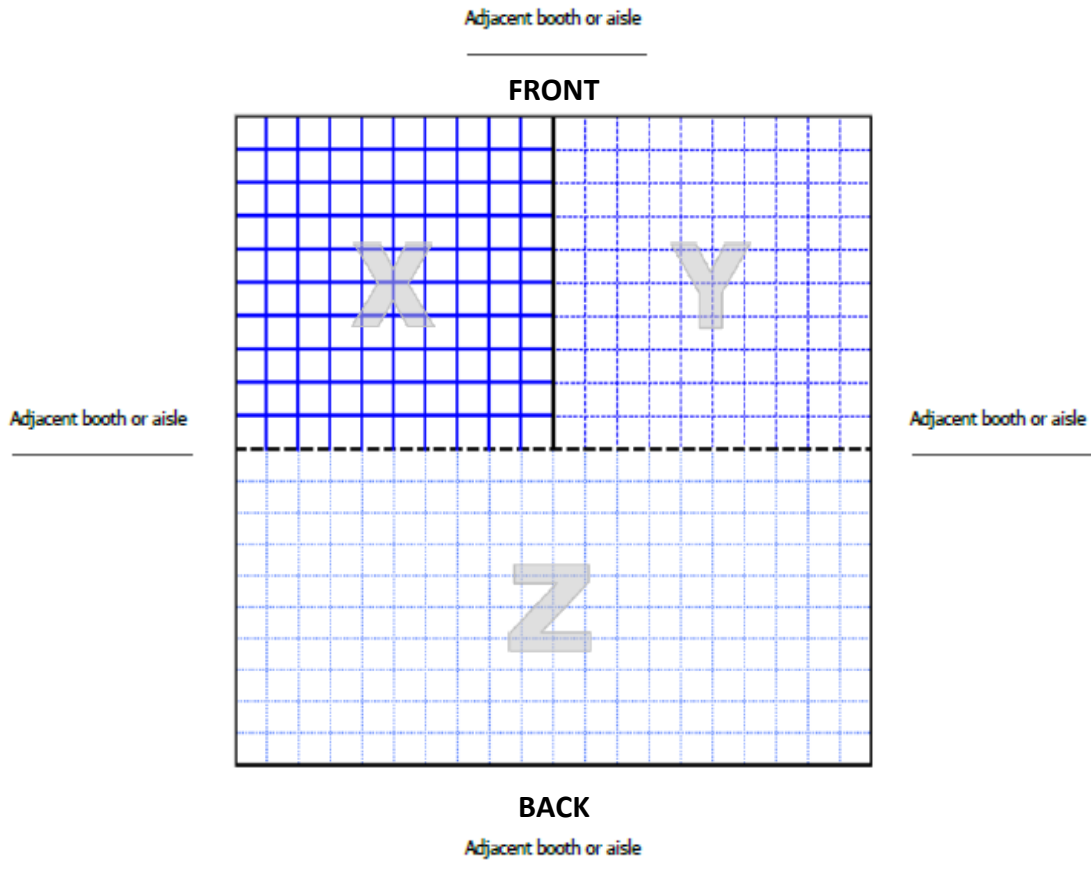 Adjacent booth or aisle
FRONT
X
Y
Adjacent booth or aisle
Adjacent booth or aisle
Z
BACK
Adjacent booth or aisle